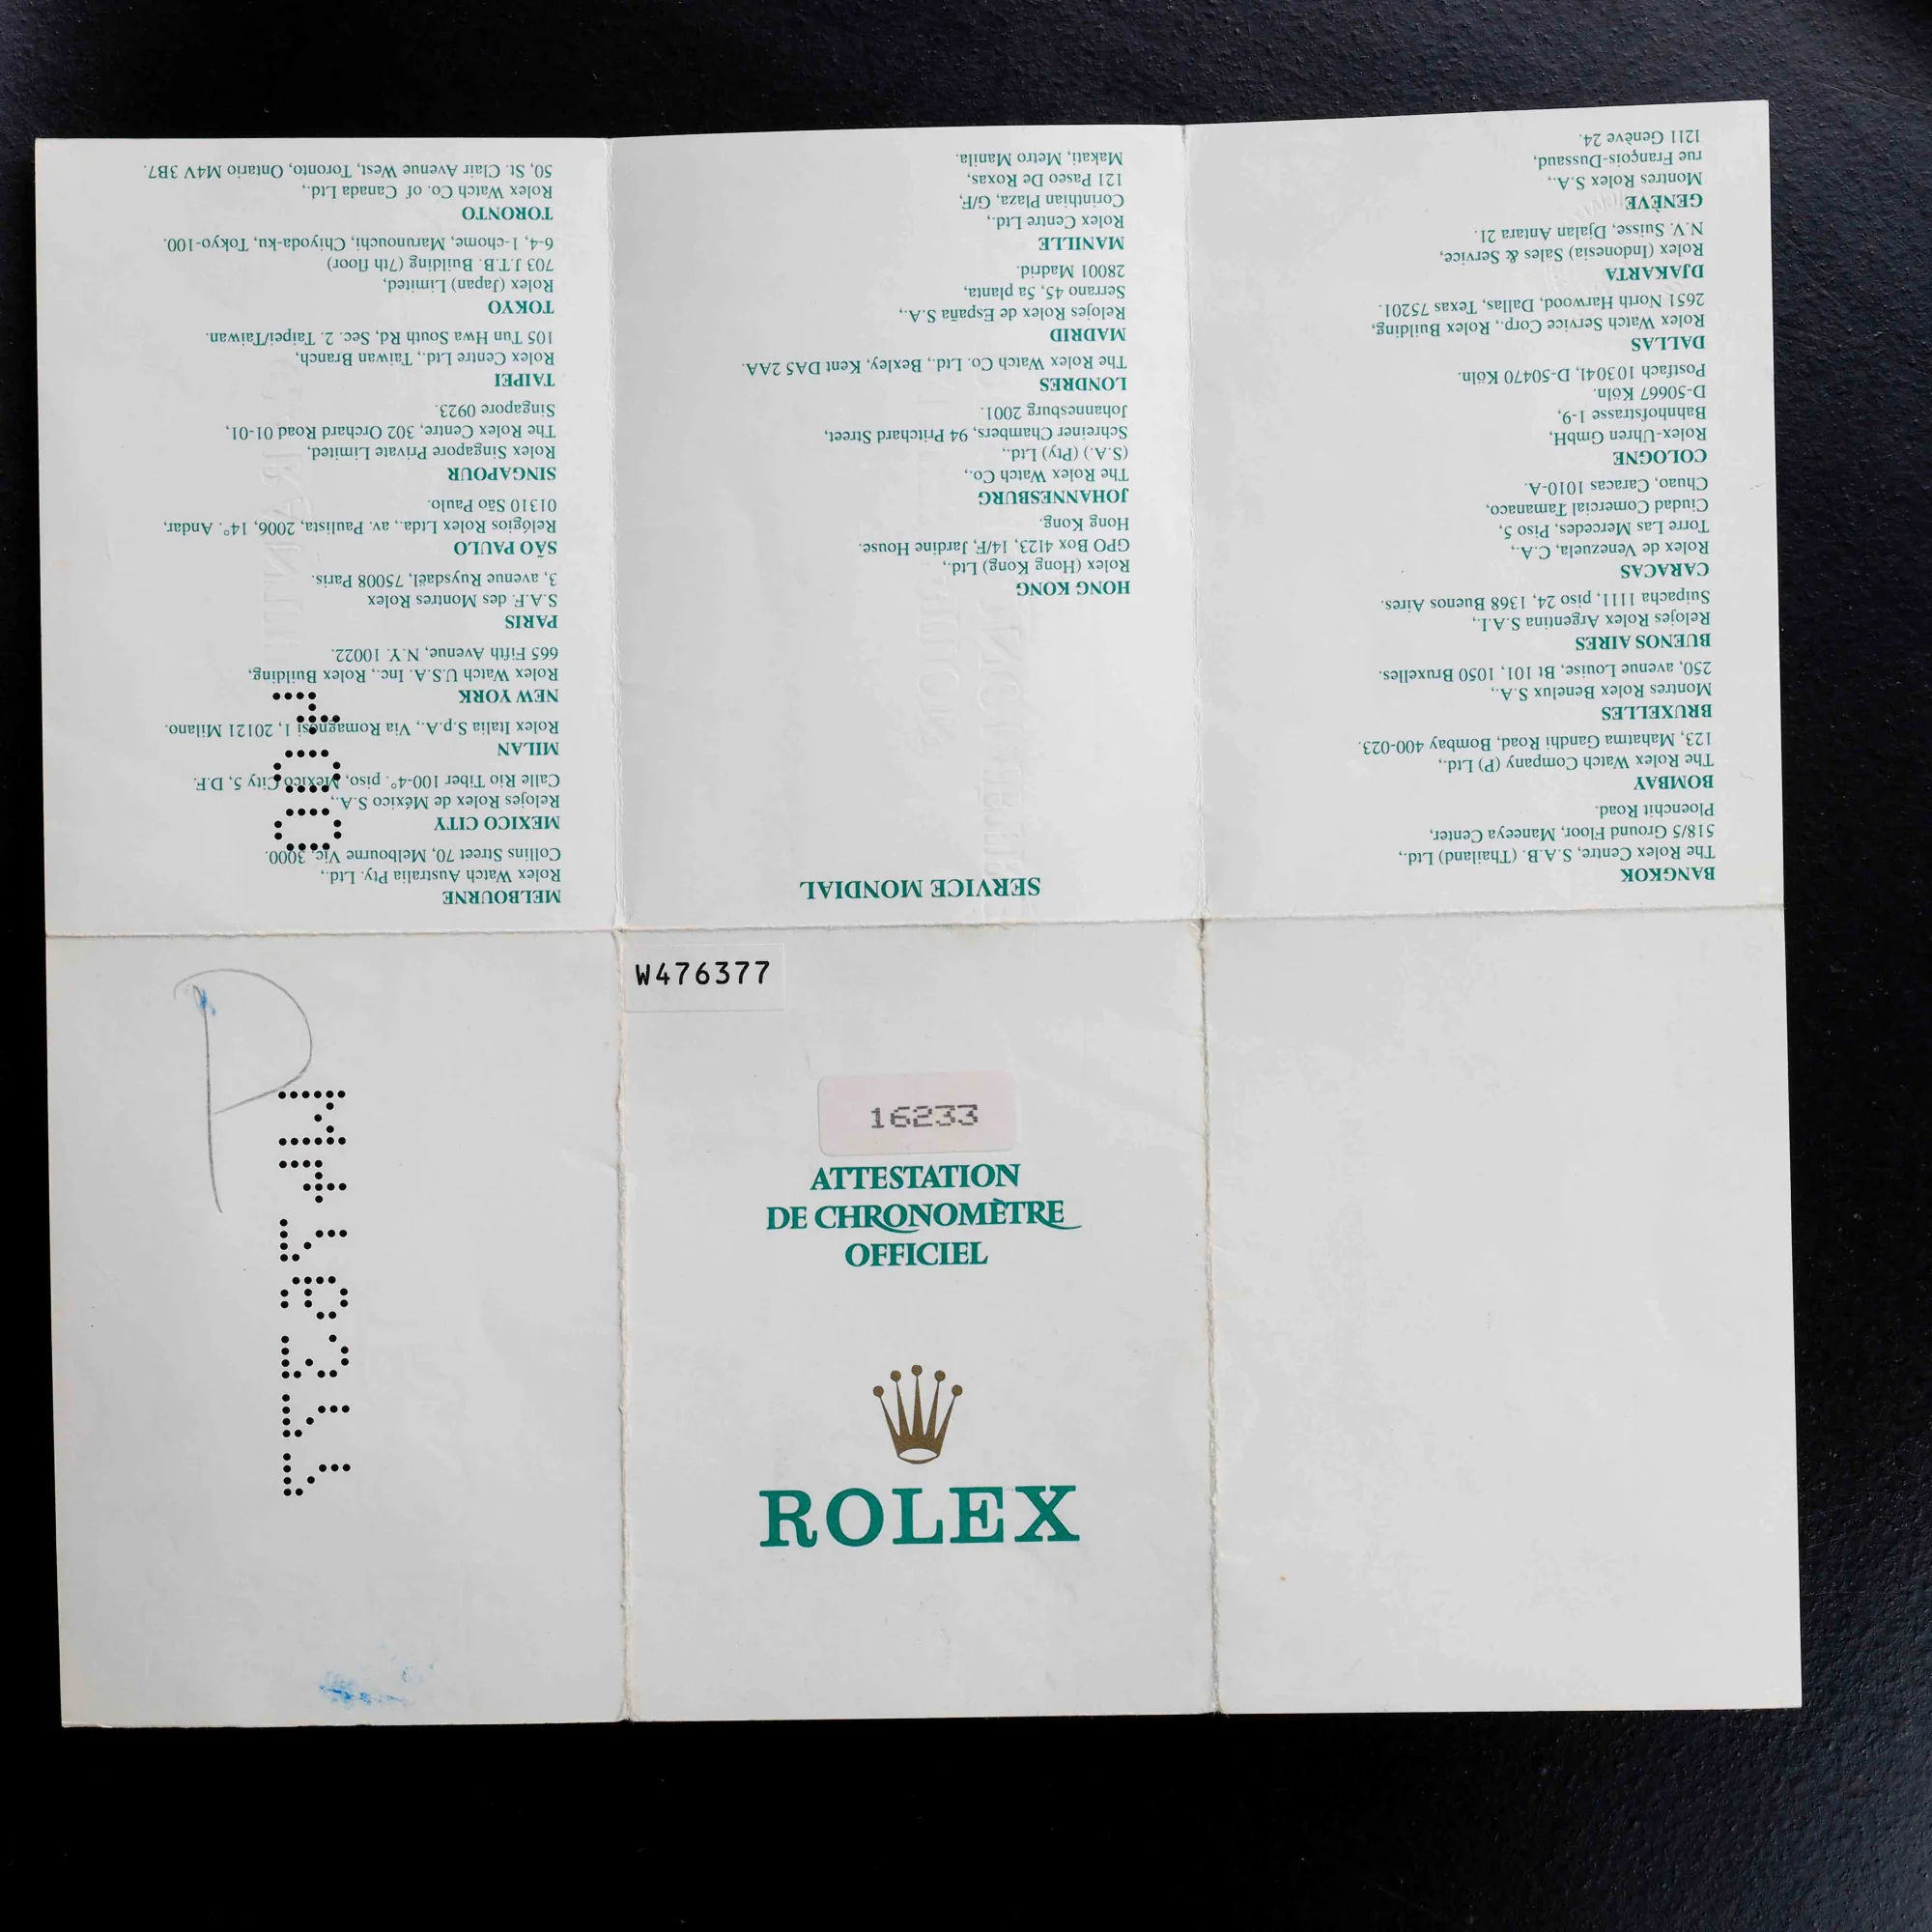 SERVICE MONDIAL
BANGKOK
The Rolex Centre, S.A.B. (Thailand) Ltd.,
518/5 Ground Floor, Maneeya Center,
Ploenchit Road.
BOMBAY
The Rolex Watch Company (P) Ltd.,
123, Mahatma Gandhi Road, Bombay 400-023.
BRUXELLES
Montres Rolex Benelux S.A.,
250, avenue Louise, Bt 101, 1050 Bruxelles.
BUENOS AIRES
Relojes Rolex Argentina S.A.I.,
Suipacha 1111, piso 24, 1368 Buenos Aires.
CARACAS
Rolex de Venezuela, C.A.,
Torre Las Mercedes, Piso 5,
Ciudad Comercial Tamanaco,
Chuao, Caracas 1010-A.
COLOGNE
Rolex-Uhren GmbH,
Bahnhofstrasse 1-9,
D-50667 Köln.
Postfach 103041, D-50470 Köln.
DALLAS
Rolex Watch Service Corp., Rolex Building,
2651 North Harwood, Dallas, Texas 75201.
DJAKARTA
Rolex (Indonesia) Sales & Service,
N.V. Suisse, Djalan Antara 21.
GENÈVE
Montres Rolex S.A.,
rue François-Dussaud,
1211 Genève 24.
HONG KONG
Rolex (Hong Kong) Ltd.,
GPO Box 4123, 14/F, Jardine House.
Hong Kong.
JOHANNESBURG
The Rolex Watch Co.,
(S.A.) (Pty) Ltd.,
Schreiner Chambers, 94 Pritchard Street,
Johannesburg 2001.
LONDRES
The Rolex Watch Co. Ltd., Bexley, Kent DA5 2AA.
MADRID
Relojes Rolex de España S.A.,
Serrano 45, 5a planta,
28001 Madrid.
MANILLE
Rolex Centre Ltd.,
Corinthian Plaza, G/F,
121 Paseo De Roxas,
Makati, Metro Manila.
MELBOURNE
Rolex Watch Australia Pty. Ltd.,
Collins Street 70, Melbourne Vic. 3000.
MEXICO CITY
Relojes Rolex de México S.A.,
Calle Rio Tiber 100-4°. piso, Mexico City 5, D.F.
MILAN
Rolex Italia S.p.A., Via Romagnosi 1, 20121 Milano.
NEW YORK
Rolex Watch U.S.A. Inc., Rolex Building,
665 Fifth Avenue, N.Y. 10022.
PARIS
S.A.F. des Montres Rolex
3, avenue Ruysdaël, 75008 Paris.
SÃO PAULO
Relógios Rolex Ltda., av. Paulista, 2006, 14°. Andar,
01310 São Paulo.
SINGAPOUR
Rolex Singapore Private Limited,
The Rolex Centre, 302 Orchard Road 01-01,
Singapore 0923.
TAIPEI
Rolex Centre Ltd., Taiwan Branch,
105 Tun Hwa South Rd, Sec. 2. Taipei/Taiwan.
TOKYO
Rolex (Japan) Limited,
703 J.T.B. Building (7th floor)
6-4, 1-chome, Marunouchi, Chiyoda-ku, Tokyo-100.
TORONTO
Rolex Watch Co. of Canada Ltd.,
50, St. Clair Avenue West, Toronto, Ontario M4V 3B7.
100
P
W476377
W476377
16233
ATTESTATION
DE CHRONOMÈTRE
OFFICIEL
ROLEX